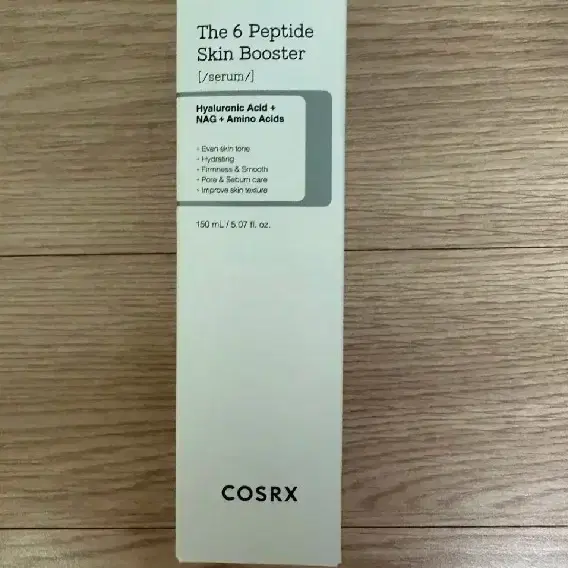 The 6 Peptide
Skin Booster
[/serum/]
Hyaluronic Acid +
NAG + Amino Acids
• Even skin tone
• Hydrating
• Firmness & Smooth
• Pore & Sebum care
• Improve skin texture
150 mL / 5.07 fl. oz.
COSRX